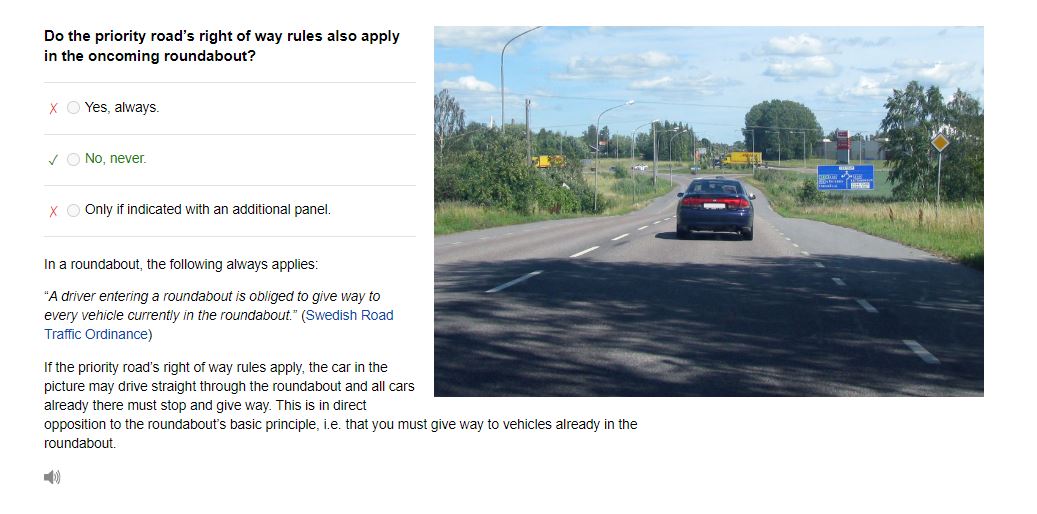 Do the priority road’s right of way rules also apply
in the oncoming roundabout?
Yes, always.
No, never.
Only if indicated with an additional panel.
In a roundabout, the following always applies:
“A driver entering a roundabout is obliged to give way to
every vehicle currently in the roundabout.” (Swedish Road
Traffic Ordinance)
If the priority road’s right of way rules apply, the car in the
picture may drive straight through the roundabout and all cars
already there must stop and give way. This is in direct
opposition to the roundabout’s basic principle, i.e. that you must give way to vehicles already in the
roundabout.